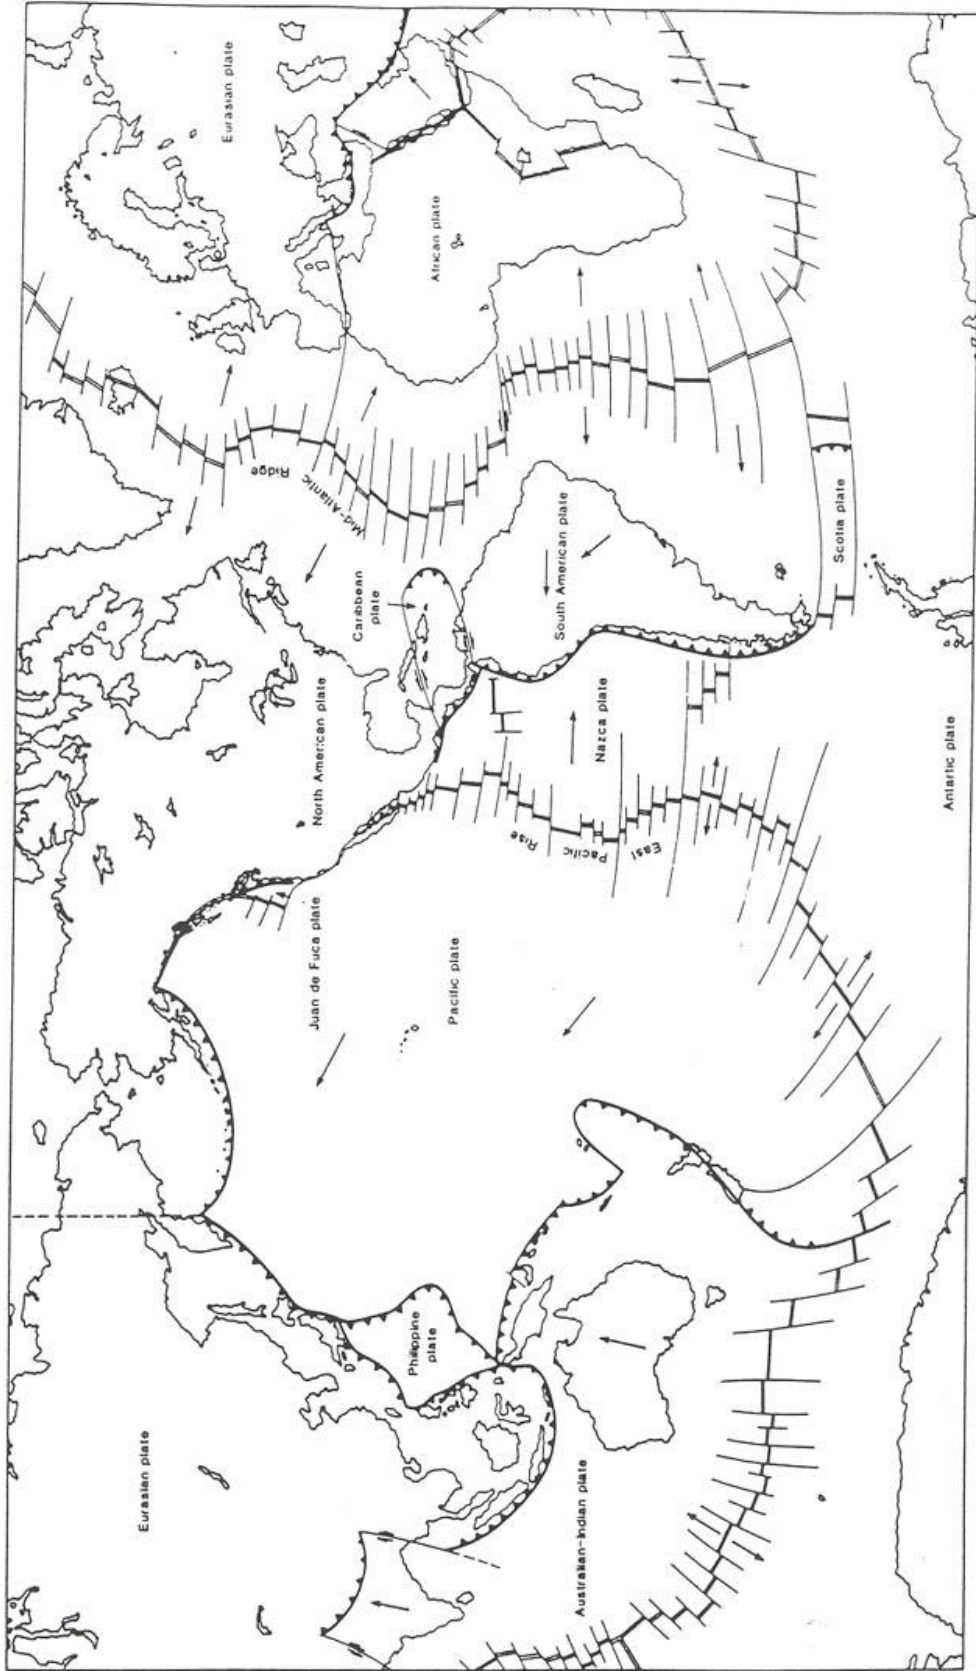 Eurasian plate
Eurasian plate
African plate
Ridge
Mid-Atlantic
Caribbean
plate
North American plate
South American plate
Scotia plate
Juan de Fuca plate
Pacific plate
Nazca plate
East
Pacific
Rise
Antartic plate
Philippine
plate
Australian-Indian plate